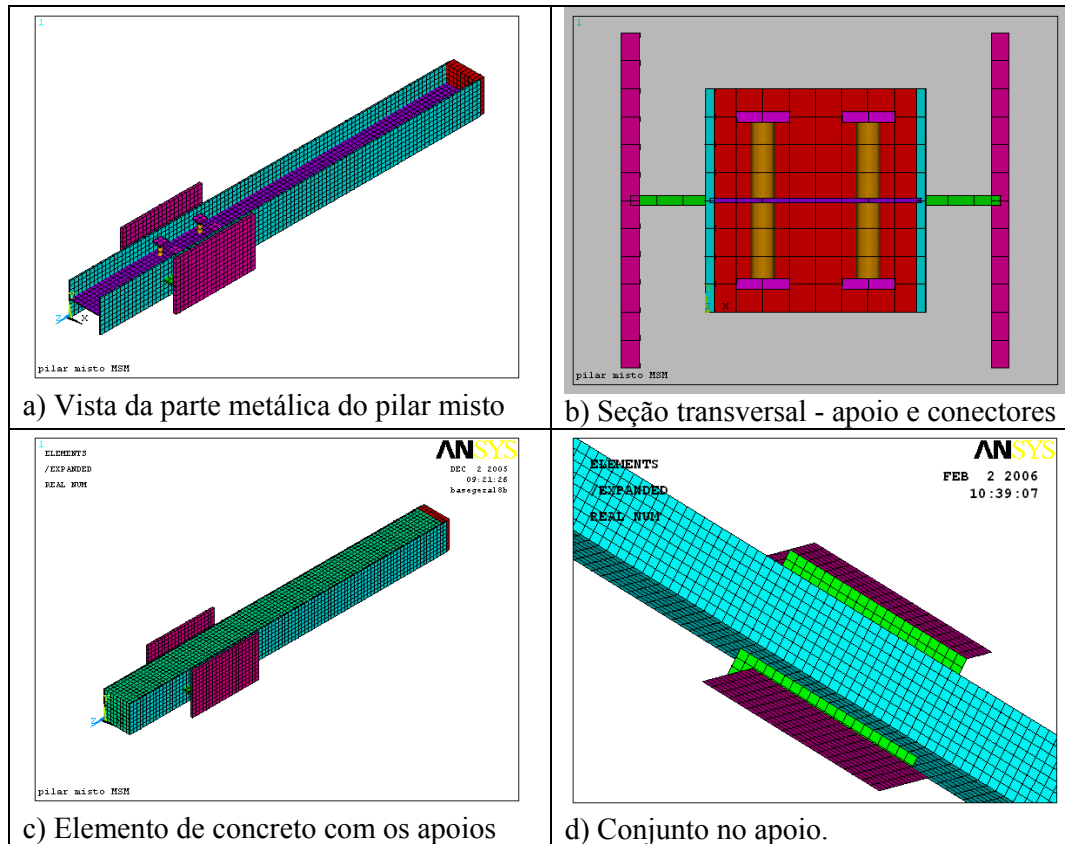 1
Z X
pilar misto MSM
a) Vista da parte metálica do pilar misto
1
X
pilar misto MSM
b) Seção transversal - apoio e conectores
1
ELEMENTS
/EXPANDED
REAL NUM
ANSYS
DEC 2 2005
09:21:26
basegeral8b
Z
pilar misto MSM
c) Elemento de concreto com os apoios
ELEMENTS
/EXPANDED
REAL NUM
ANSYS
FEB 2 2006
10:39:07
d) Conjunto no apoio.